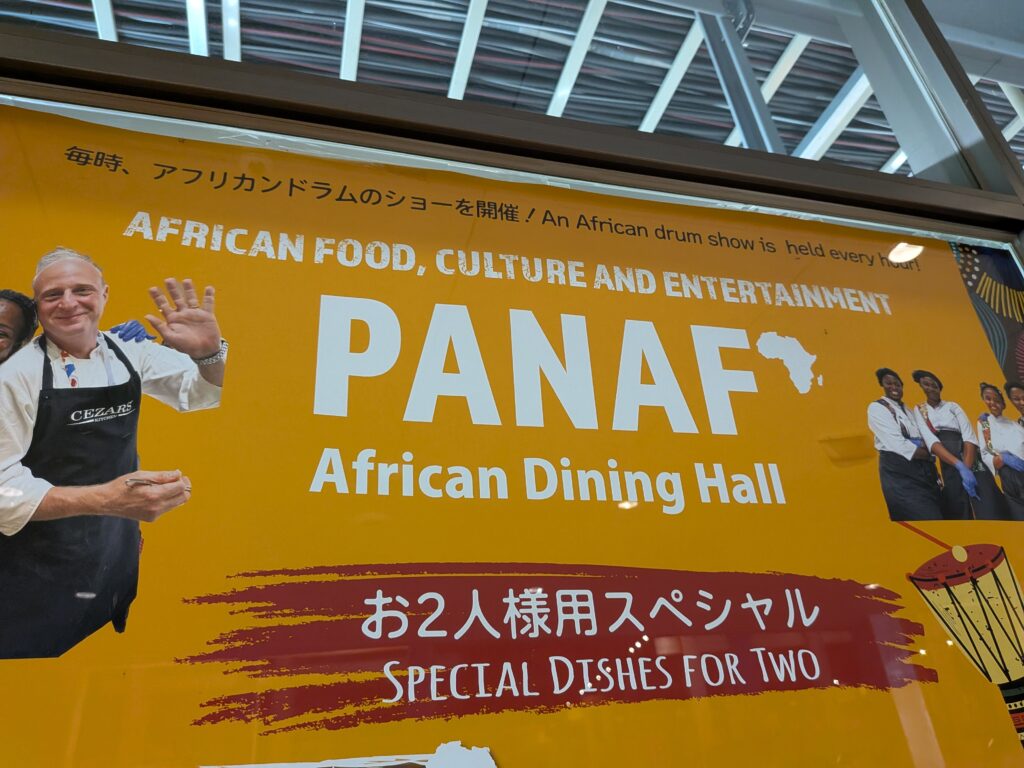 毎時、アフリカンドラムのショーを開催！An African drum show is held every hour!
AFRICAN FOOD, CULTURE AND ENTERTAINMENT
PANAF
African Dining Hall
CEZARS
KITCHEN
お2人様用スペシャル
SPECIAL DISHES FOR TWO